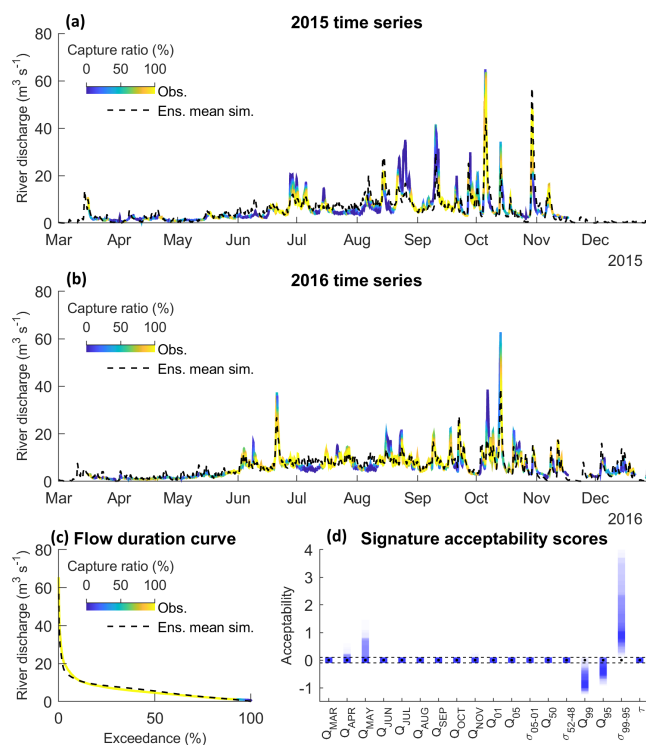 (a) 2015 time series
River discharge (m³ s⁻¹)
80
60
40
20
0
Capture ratio (%)
0 50 100
Obs.
Ens. mean sim.
Mar Apr May Jun Jul Aug Sep Oct Nov Dec
2015
(b) 2016 time series
River discharge (m³ s⁻¹)
80
60
40
20
0
Capture ratio (%)
0 50 100
Obs.
Ens. mean sim.
Mar Apr May Jun Jul Aug Sep Oct Nov Dec
2016
(c) Flow duration curve
River discharge (m³ s⁻¹)
80
60
40
20
0
Capture ratio (%)
0 50 100
Obs.
Ens. mean sim.
0 50 100
Exceedance (%)
(d) Signature acceptability scores
Acceptability
4
3
2
1
0
-1
Q_MAR Q_APR Q_MAY Q_JUN Q_JUL Q_AUG Q_SEP Q_OCT Q_NOV Q_01 Q_05 σ_05-01 Q_50 σ_52-48 Q_99 Q_95 σ_99-95 τ